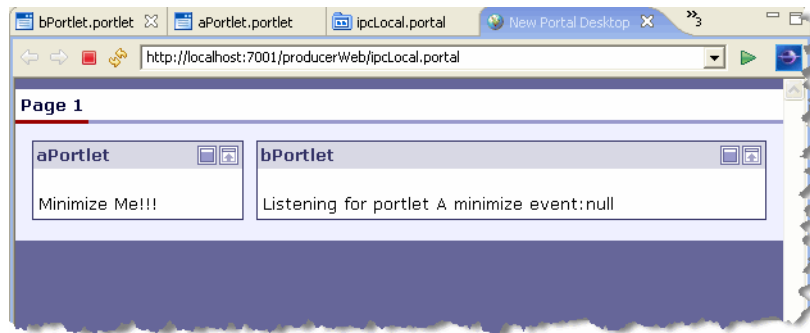 bPortlet.portlet aPortlet.portlet ipcLocal.portal New Portal Desktop »3
http://localhost:7001/producerWeb/ipcLocal.portal
Page 1
aPortlet bPortlet
Minimize Me!!! Listening for portlet A minimize event:null